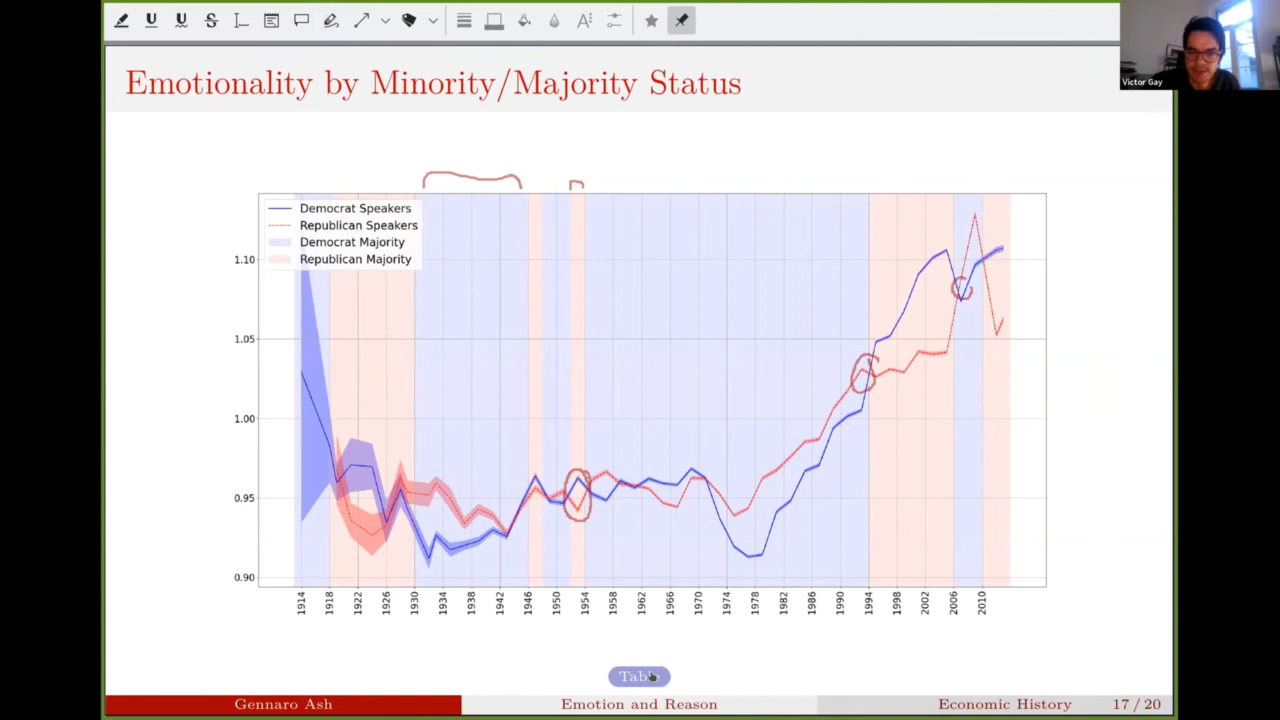 Victor Gay
Emotionality by Minority/Majority Status
Democrat Speakers
Republican Speakers
Democrat Majority
Republican Majority
1.10
1.05
1.00
0.95
0.90
1914 1918 1922 1926 1930 1934 1938 1942 1946 1950 1954 1958 1962 1966 1970 1974 1978 1982 1986 1990 1994 1998 2002 2006 2010
Table
Gennaro Ash Emotion and Reason Economic History 17 / 20